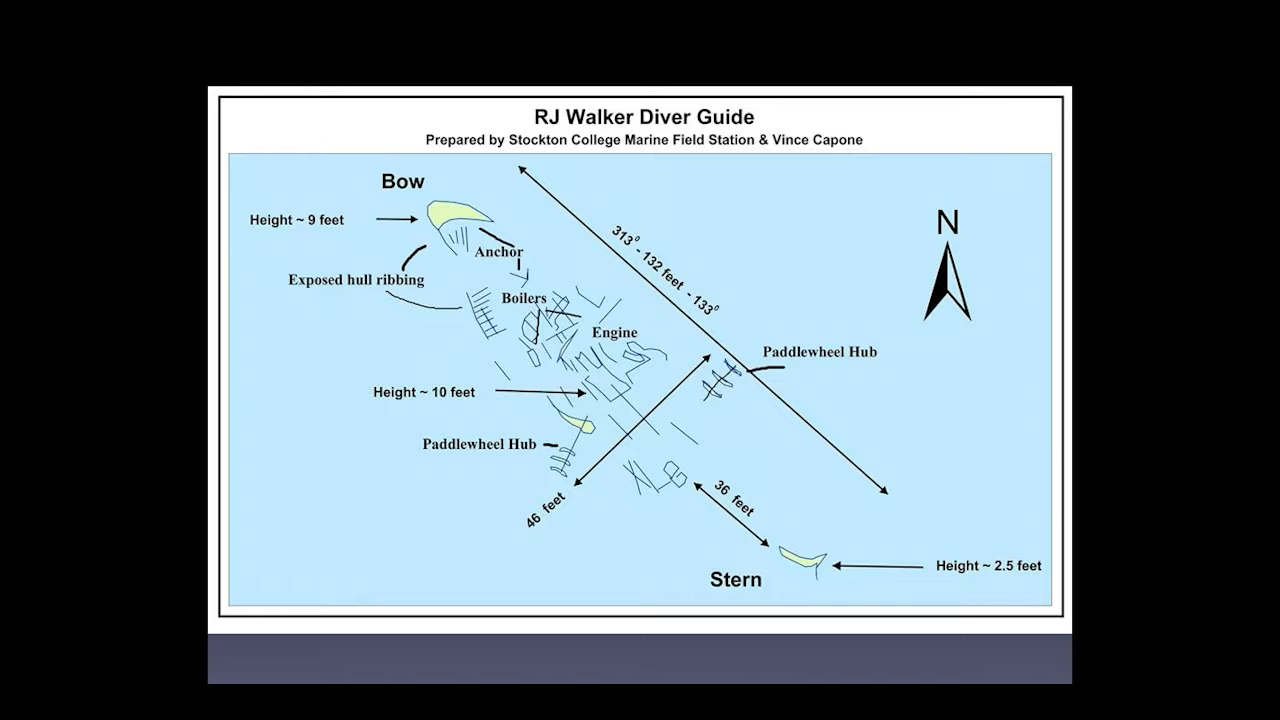 RJ Walker Diver Guide
Prepared by Stockton College Marine Field Station & Vince Capone
Bow
Height ~ 9 feet
Anchor
Exposed hull ribbing
Boilers
Engine
313⁰ - 132 feet - 133⁰
N
Paddlewheel Hub
Height ~ 10 feet
Paddlewheel Hub
46 feet
36 feet
Stern
Height ~ 2.5 feet